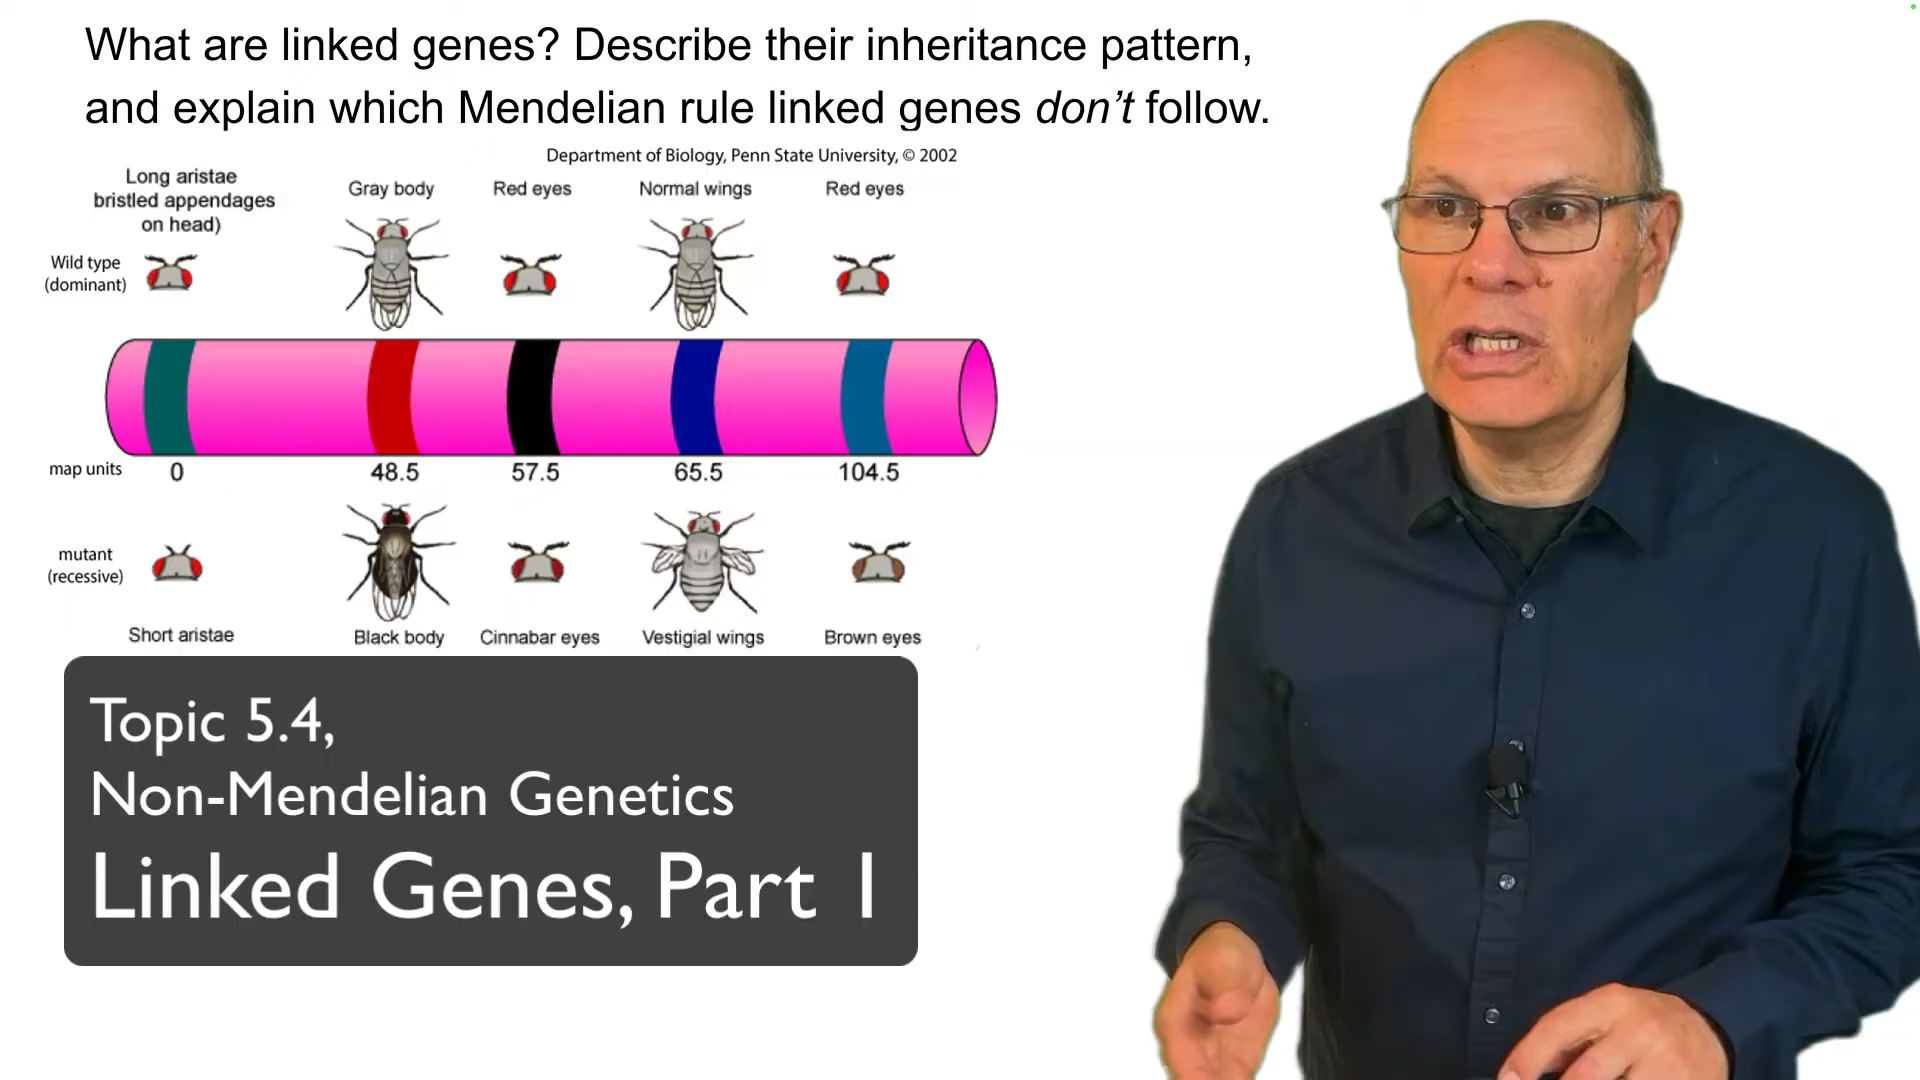 What are linked genes? Describe their inheritance pattern,
and explain which Mendelian rule linked genes don't follow.
Department of Biology, Penn State University, © 2002
Long aristae
bristled appendages
on head)
Gray body
Red eyes
Normal wings
Red eyes
Wild type
(dominant)
map units
0
48.5
57.5
65.5
104.5
mutant
(recessive)
Short aristae
Black body
Cinnabar eyes
Vestigial wings
Brown eyes
Topic 5.4,
Non-Mendelian Genetics
Linked Genes, Part 1